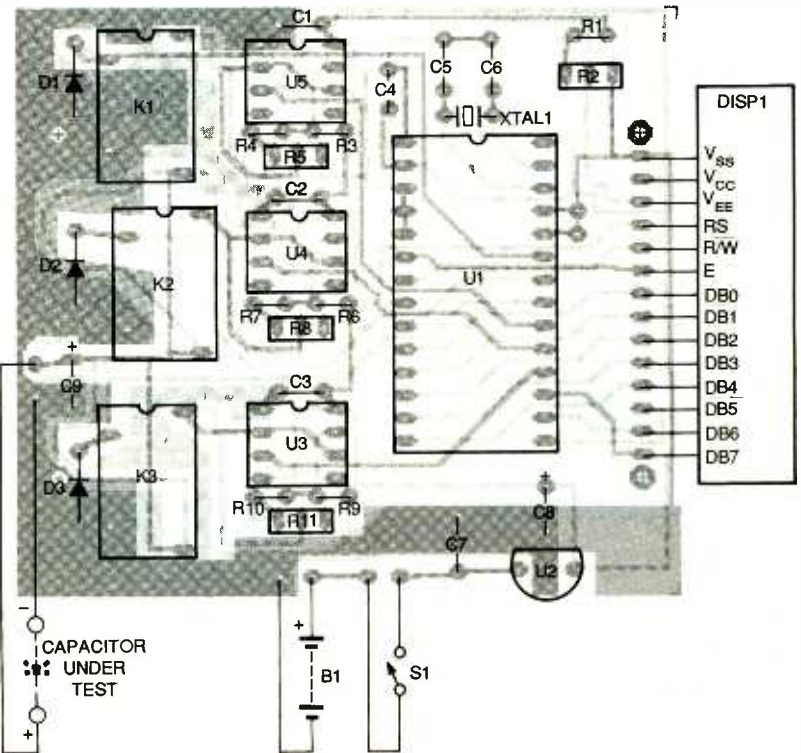 C1
R1
D1
K1
U5
C4
C5
C6
R2
DISP1
XTAL1
R4
R3
R5
VSS
VCC
VEE
RS
R/W
E
DB0
DB1
DB2
DB3
DB4
DB5
DB6
DB7
C2
D2
K2
U4
U1
R7
R6
R8
+
C9
C3
D3
K3
U3
R10
R9
R11
+
C8
C7
U2
-
CAPACITOR
UNDER
TEST
+
+
B1
S1